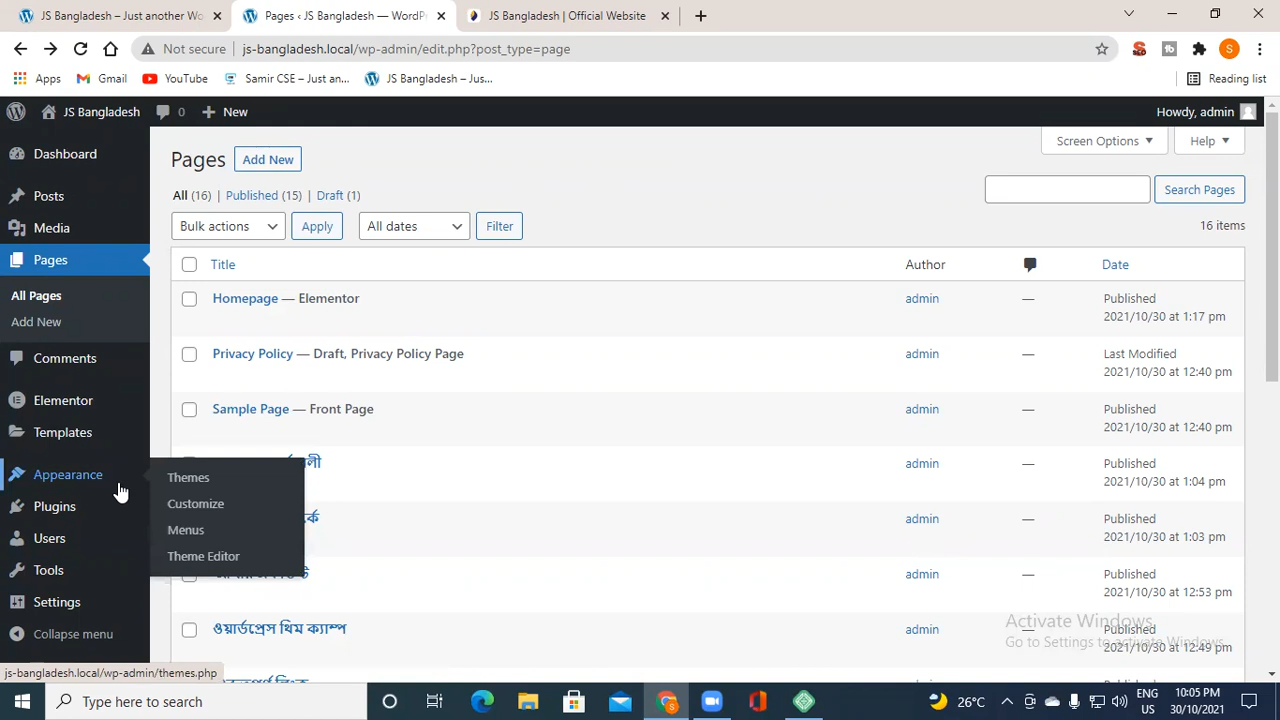 JS Bangladesh – Just another Wo
Pages ‹ JS Bangladesh — WordPr
JS Bangladesh | Official Website
Not secure
js-bangladesh.local/wp-admin/edit.php?post_type=page
S
Apps
Gmail
YouTube
Samir CSE – Just an...
JS Bangladesh – Jus...
Reading list
JS Bangladesh
0
New
Howdy, admin
Dashboard
Posts
Media
Pages
All Pages
Add New
Comments
Elementor
Templates
Appearance
Plugins
Users
Tools
Settings
Collapse menu
Themes
Customize
Menus
Theme Editor
Pages
Add New
Screen Options
Help
All (16) | Published (15) | Draft (1)
Search Pages
Bulk actions
Apply
All dates
Filter
16 items
Title
Author
Date
Homepage — Elementor
admin
—
Published
2021/10/30 at 1:17 pm
Privacy Policy — Draft, Privacy Policy Page
admin
—
Last Modified
2021/10/30 at 12:40 pm
Sample Page — Front Page
admin
—
Published
2021/10/30 at 12:40 pm
admin
—
Published
2021/10/30 at 1:04 pm
admin
—
Published
2021/10/30 at 1:03 pm
admin
—
Published
2021/10/30 at 12:53 pm
ওয়ার্ডপ্রেস থিম ক্যাম্প
admin
—
Published
2021/10/30 at 12:49 pm
Activate Windows
Go to Settings to activate Windows.
js-bangladesh.local/wp-admin/themes.php
Type here to search
26°C
ENG
US
10:05 PM
30/10/2021